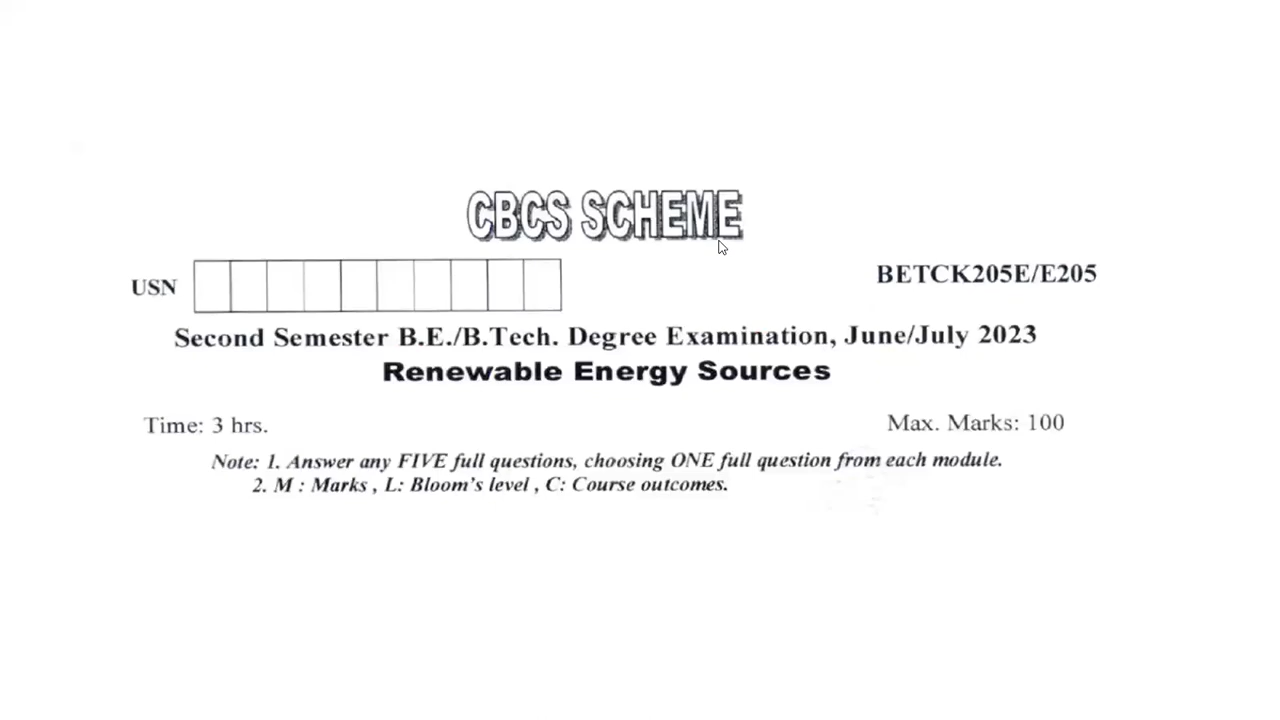 CBCS SCHEME
USN
BETCK205E/E205
Second Semester B.E./B.Tech. Degree Examination, June/July 2023
Renewable Energy Sources
Time: 3 hrs.
Max. Marks: 100
Note: 1. Answer any FIVE full questions, choosing ONE full question from each module.
2. M : Marks , L: Bloom's level , C: Course outcomes.